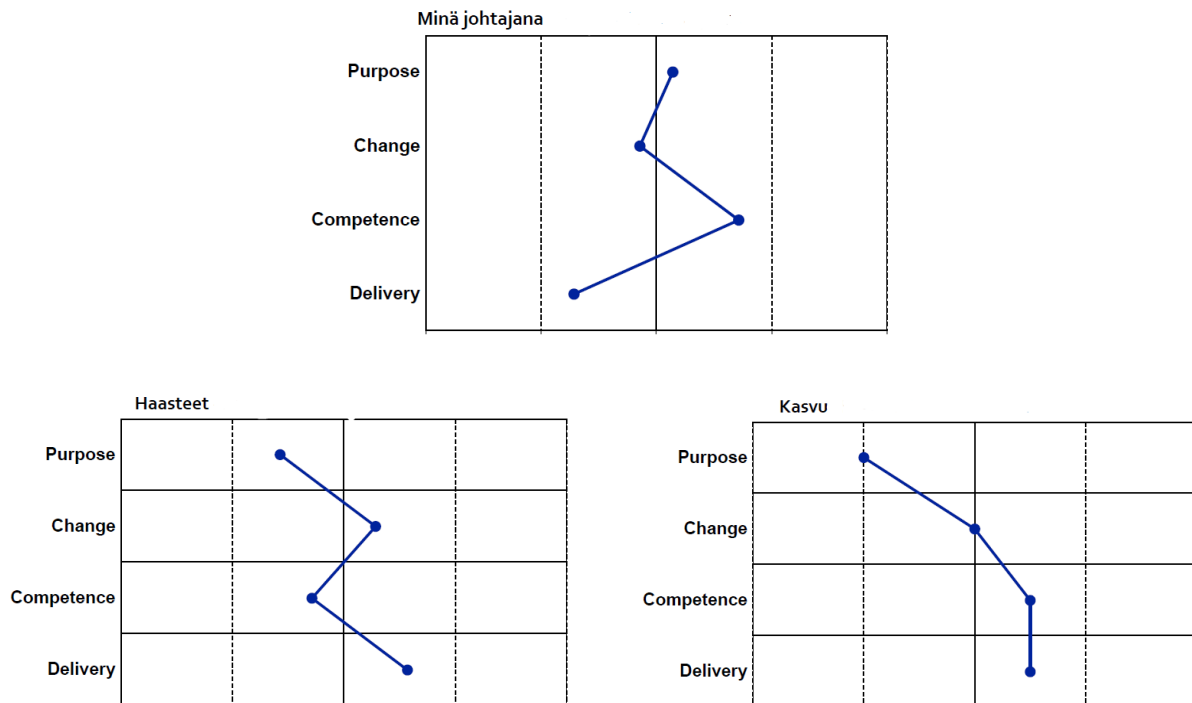 Minä johtajana
Purpose
Change
Competence
Delivery
Haasteet
Purpose
Change
Competence
Delivery
Kasvu
Purpose
Change
Competence
Delivery